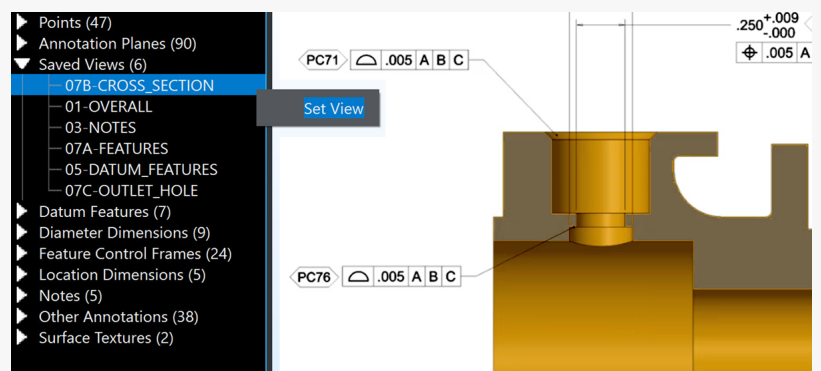 Points (47)
Annotation Planes (90)
Saved Views (6)
07B-CROSS_SECTION
01-OVERALL
03-NOTES
07A-FEATURES
05-DATUM_FEATURES
07C-OUTLET_HOLE
Datum Features (7)
Diameter Dimensions (9)
Feature Control Frames (24)
Location Dimensions (5)
Notes (5)
Other Annotations (38)
Surface Textures (2)
Set View
.250 +.009 -.000
⌖ .005 A
PC71 ⌓ .005 A B C
PC76 ⌓ .005 A B C